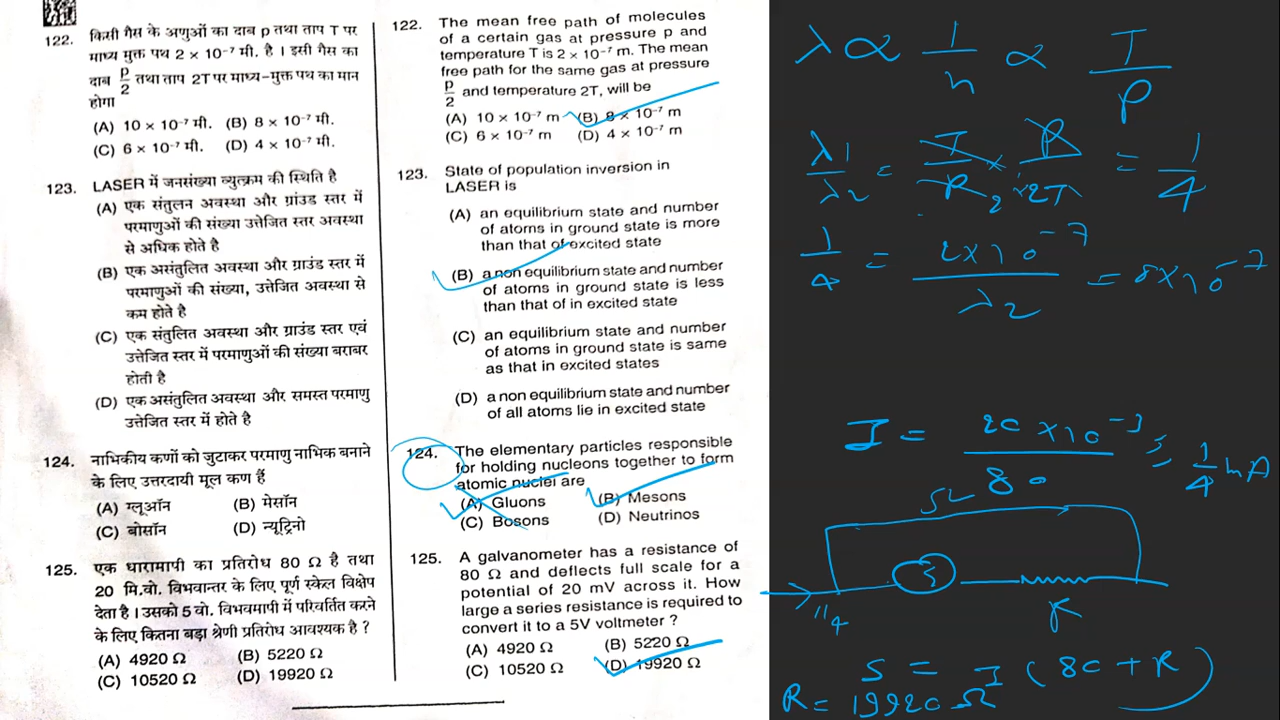 122. किसी गैस के अणुओं का दाब p तथा ताप T पर
माध्य मुक्त पथ 2 × 10⁻⁷ मी. है । इसी गैस का
दाब p/2 तथा ताप 2T पर माध्य-मुक्त पथ का मान
होगा
(A) 10 × 10⁻⁷ मी. (B) 8 × 10⁻⁷ मी.
(C) 6 × 10⁻⁷ मी. (D) 4 × 10⁻⁷ मी.
123. LASER में जनसंख्या व्युत्क्रम की स्थिति है
(A) एक संतुलन अवस्था और ग्रांउड स्तर में
परमाणुओं की संख्या उत्तेजित स्तर अवस्था
से अधिक होते है
(B) एक असंतुलित अवस्था और ग्राउंड स्तर में
परमाणुओं की संख्या, उत्तेजित अवस्था से
कम होते है
(C) एक संतुलित अवस्था और ग्राउंड स्तर एवं
उत्तेजित स्तर में परमाणुओं की संख्या बराबर
होती है
(D) एक असंतुलित अवस्था और समस्त परमाणु
उत्तेजित स्तर में होते है
124. नाभिकीय कणों को जुटाकर परमाणु नाभिक बनाने
के लिए उत्तरदायी मूल कण हैं
(A) ग्लूऑन (B) मेसॉन
(C) बोसॉन (D) न्यूट्रिनो
125. एक धारामापी का प्रतिरोध 80 Ω है तथा
20 मि.वो. विभवान्तर के लिए पूर्ण स्केल विक्षेप
देता है । उसको 5 वो. विभवमापी में परिवर्तित करने
के लिए कितना बड़ा श्रेणी प्रतिरोध आवश्यक है ?
(A) 4920 Ω (B) 5220 Ω
(C) 10520 Ω (D) 19920 Ω
122. The mean free path of molecules
of a certain gas at pressure p and
temperature T is 2 × 10⁻⁷ m. The mean
free path for the same gas at pressure
p/2 and temperature 2T, will be
(A) 10 × 10⁻⁷ m (B) 8 × 10⁻⁷ m
(C) 6 × 10⁻⁷ m (D) 4 × 10⁻⁷ m
123. State of population inversion in
LASER is
(A) an equilibrium state and number
of atoms in ground state is more
than that of excited state
(B) a non equilibrium state and number
of atoms in ground state is less
than that of in excited state
(C) an equilibrium state and number
of atoms in ground state is same
as that in excited states
(D) a non equilibrium state and number
of all atoms lie in excited state
124. The elementary particles responsible
for holding nucleons together to form
atomic nuclei are
(A) Gluons (B) Mesons
(C) Bosons (D) Neutrinos
125. A galvanometer has a resistance of
80 Ω and deflects full scale for a
potential of 20 mV across it. How
large a series resistance is required to
convert it to a 5V voltmeter ?
(A) 4920 Ω (B) 5220 Ω
(C) 10520 Ω (D) 19920 Ω
λ ∝ 1/n ∝ T/P
λ1/λ2 = T/P × P/2×2T = 1/4
1/4 = 2×10⁻⁷/λ2 = 8×10⁻⁷
I = 20×10⁻³/80 = 1/4 mA
5V
G
1/4 R
5 = I (80 + R)
R = 19920 Ω